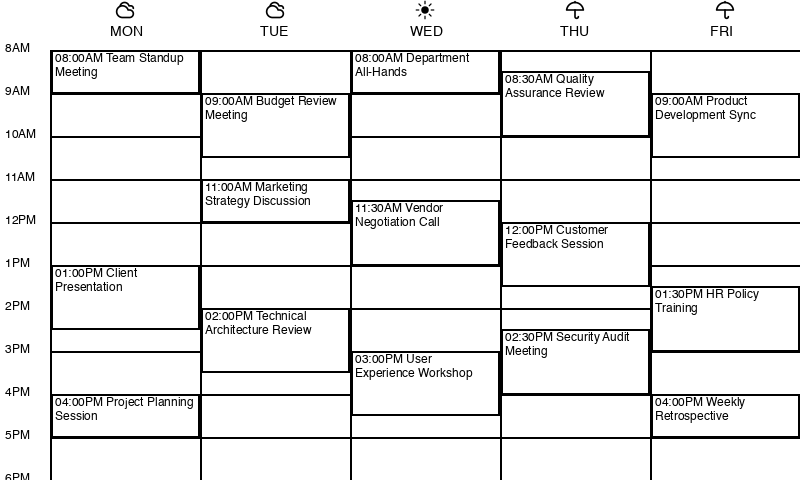 MON TUE WED THU FRI
8AM
08:00AM Team Standup
Meeting
08:00AM Department
All-Hands
08:30AM Quality
Assurance Review
9AM
09:00AM Budget Review
Meeting
09:00AM Product
Development Sync
10AM
11AM
11:00AM Marketing
Strategy Discussion
11:30AM Vendor
Negotiation Call
12PM
12:00PM Customer
Feedback Session
1PM
01:00PM Client
Presentation
01:30PM HR Policy
Training
2PM
02:00PM Technical
Architecture Review
02:30PM Security Audit
Meeting
3PM
03:00PM User
Experience Workshop
4PM
04:00PM Project Planning
Session
04:00PM Weekly
Retrospective
5PM
6PM